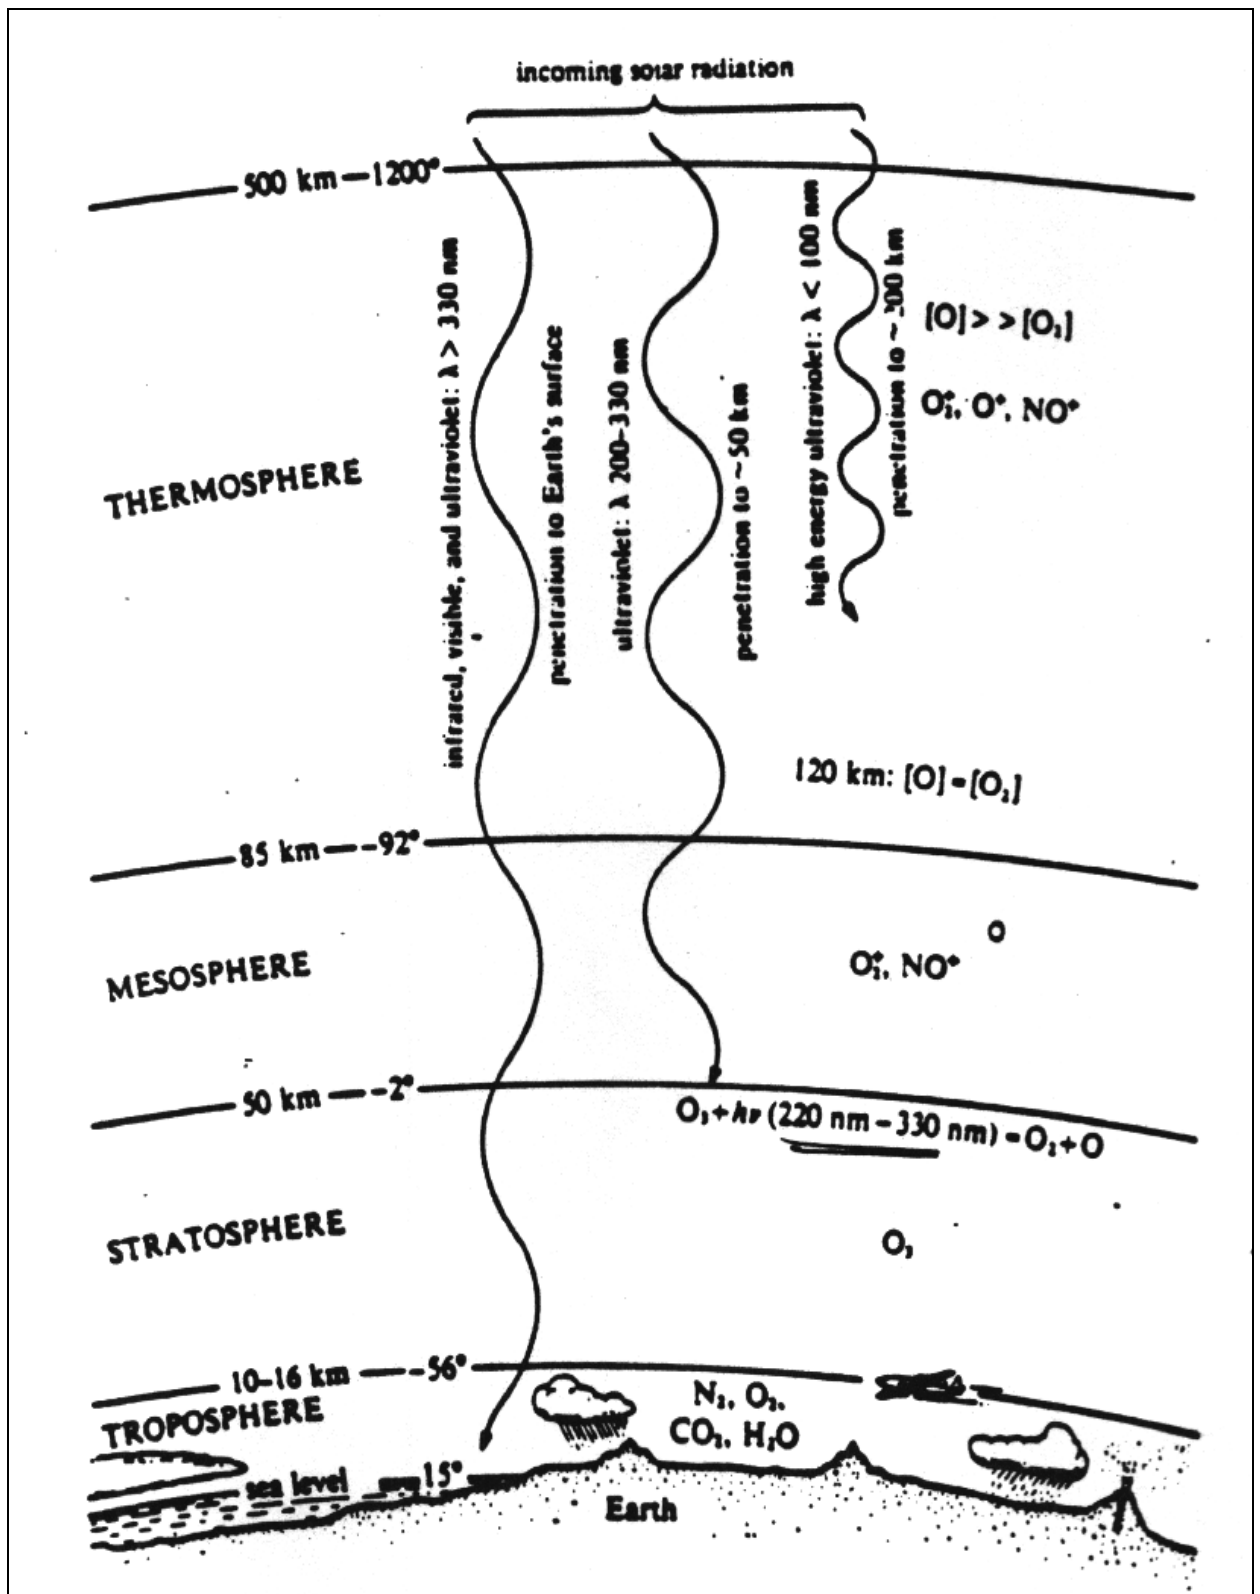 incoming solar radiation
500 km — 1200°
infrared, visible, and ultraviolet: λ > 330 nm
penetration to Earth's surface
ultraviolet: λ 200–330 nm
penetration to ~50 km
high energy ultraviolet: λ < 100 nm
penetration to ~ km
[O] > > [O₂]
O₂⁺, O⁺, NO⁺
THERMOSPHERE
120 km: [O] = [O₂]
85 km — -92°
O
MESOSPHERE
O₂⁺, NO⁺
50 km — -2°
O₃ + hν (220 nm – 330 nm) = O₂ + O
STRATOSPHERE
O₃
10–16 km — -56°
TROPOSPHERE
N₂, O₂,
CO₂, H₂O
sea level 15°
Earth